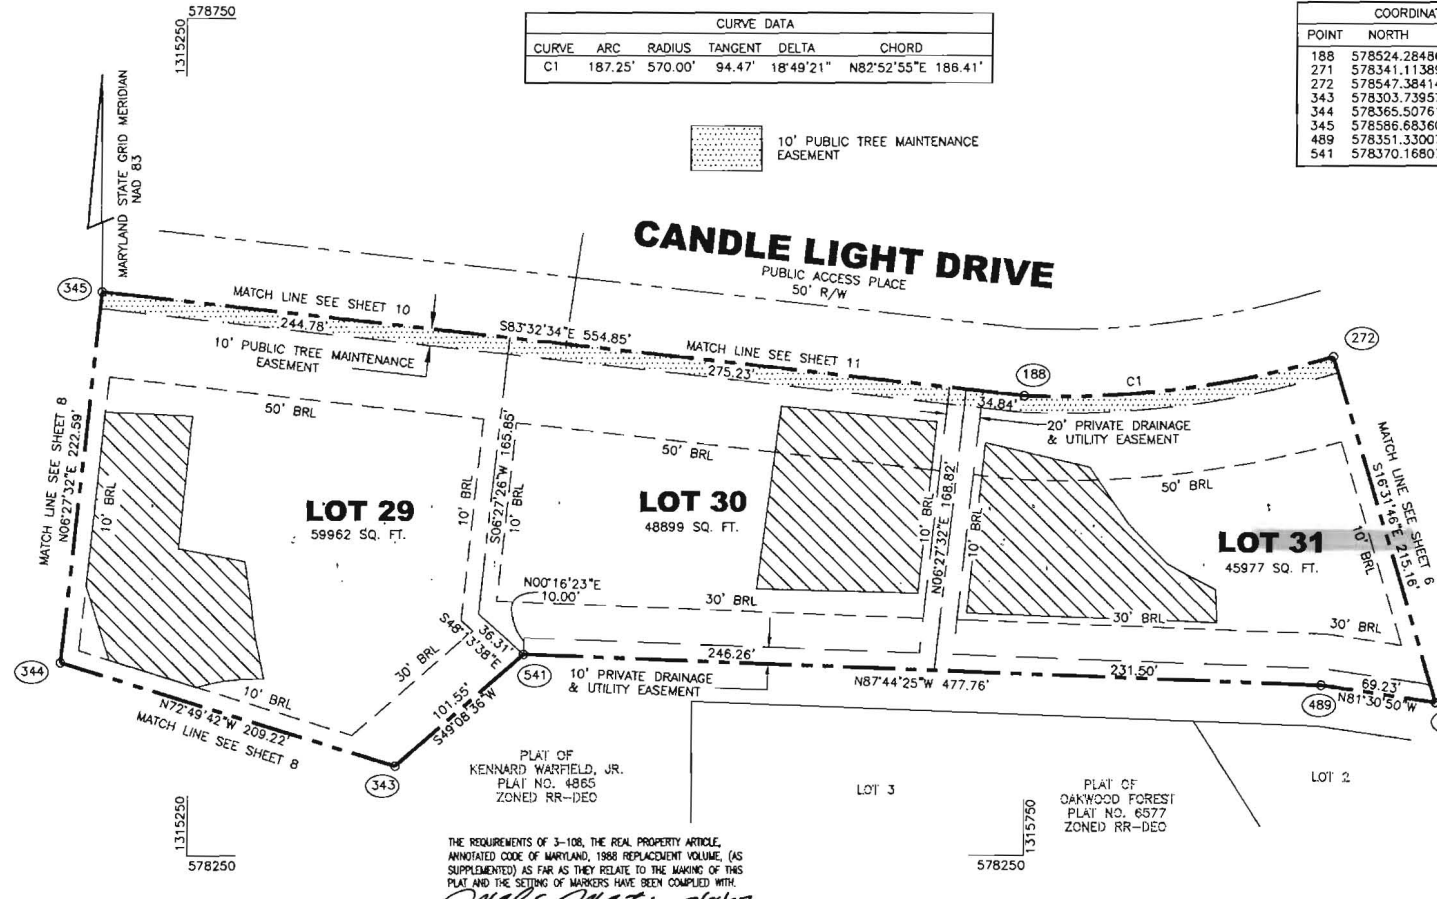 578750
1315250
CURVE DATA
CURVE ARC RADIUS TANGENT DELTA CHORD
C1 187.25' 570.00' 94.47' 18°49'21" N82°52'55"E 186.41'
COORDINA
POINT NORTH
188 578524.2848
271 578341.1138
272 578547.3841
343 578303.7395
344 578365.5076
345 578586.6836
489 578351.3300
541 578370.1680
MARYLAND STATE GRID MERIDIAN
NAD 83
10' PUBLIC TREE MAINTENANCE
EASEMENT
CANDLE LIGHT DRIVE
PUBLIC ACCESS PLACE
50' R/W
345
MATCH LINE SEE SHEET 10
244.78'
S83°32'34"E 554.85'
10' PUBLIC TREE MAINTENANCE
EASEMENT
MATCH LINE SEE SHEET 11
275.23'
188
34.84'
C1
272
20' PRIVATE DRAINAGE
& UTILITY EASEMENT
50' BRL
50' BRL
50' BRL
MATCH LINE SEE SHEET 8
N06°27'32"E 222.59'
10' BRL
LOT 29
59962 SQ. FT.
10' BRL
S06°27'26"W 165.85'
10' BRL
LOT 30
48899 SQ. FT.
10' BRL
N06°27'32"E 168.82'
10' BRL
LOT 31
45977 SQ. FT.
10' BRL
MATCH LINE SEE SHEET 6
S16°31'46"E 215.16'
N00°16'23"E
10.00'
30' BRL
30' BRL
30' BRL
36.31'
S48°13'38"E
30' BRL
344
10' BRL
N72°49'42"W 209.22'
MATCH LINE SEE SHEET 8
101.55'
S49°08'36"W
541
246.26'
10' PRIVATE DRAINAGE
& UTILITY EASEMENT
N87°44'25"W 477.76'
231.50'
69.23'
N81°30'50"W
489
343
PLAT OF
KENNARD WARFIELD, JR.
PLAT NO. 4865
ZONED RR-DEO
LOT 3
PLAT OF
OAKWOOD FOREST
PLAT NO. 6577
ZONED RR-DEO
LOT 2
1315250
578250
1315750
578250
THE REQUIREMENTS OF 3-108, THE REAL PROPERTY ARTICLE,
ANNOTATED CODE OF MARYLAND, 1988 REPLACEMENT VOLUME, (AS
SUPPLEMENTED) AS FAR AS THEY RELATE TO THE MAKING OF THIS
PLAT AND THE SETTING OF MARKERS HAVE BEEN COMPLIED WITH.